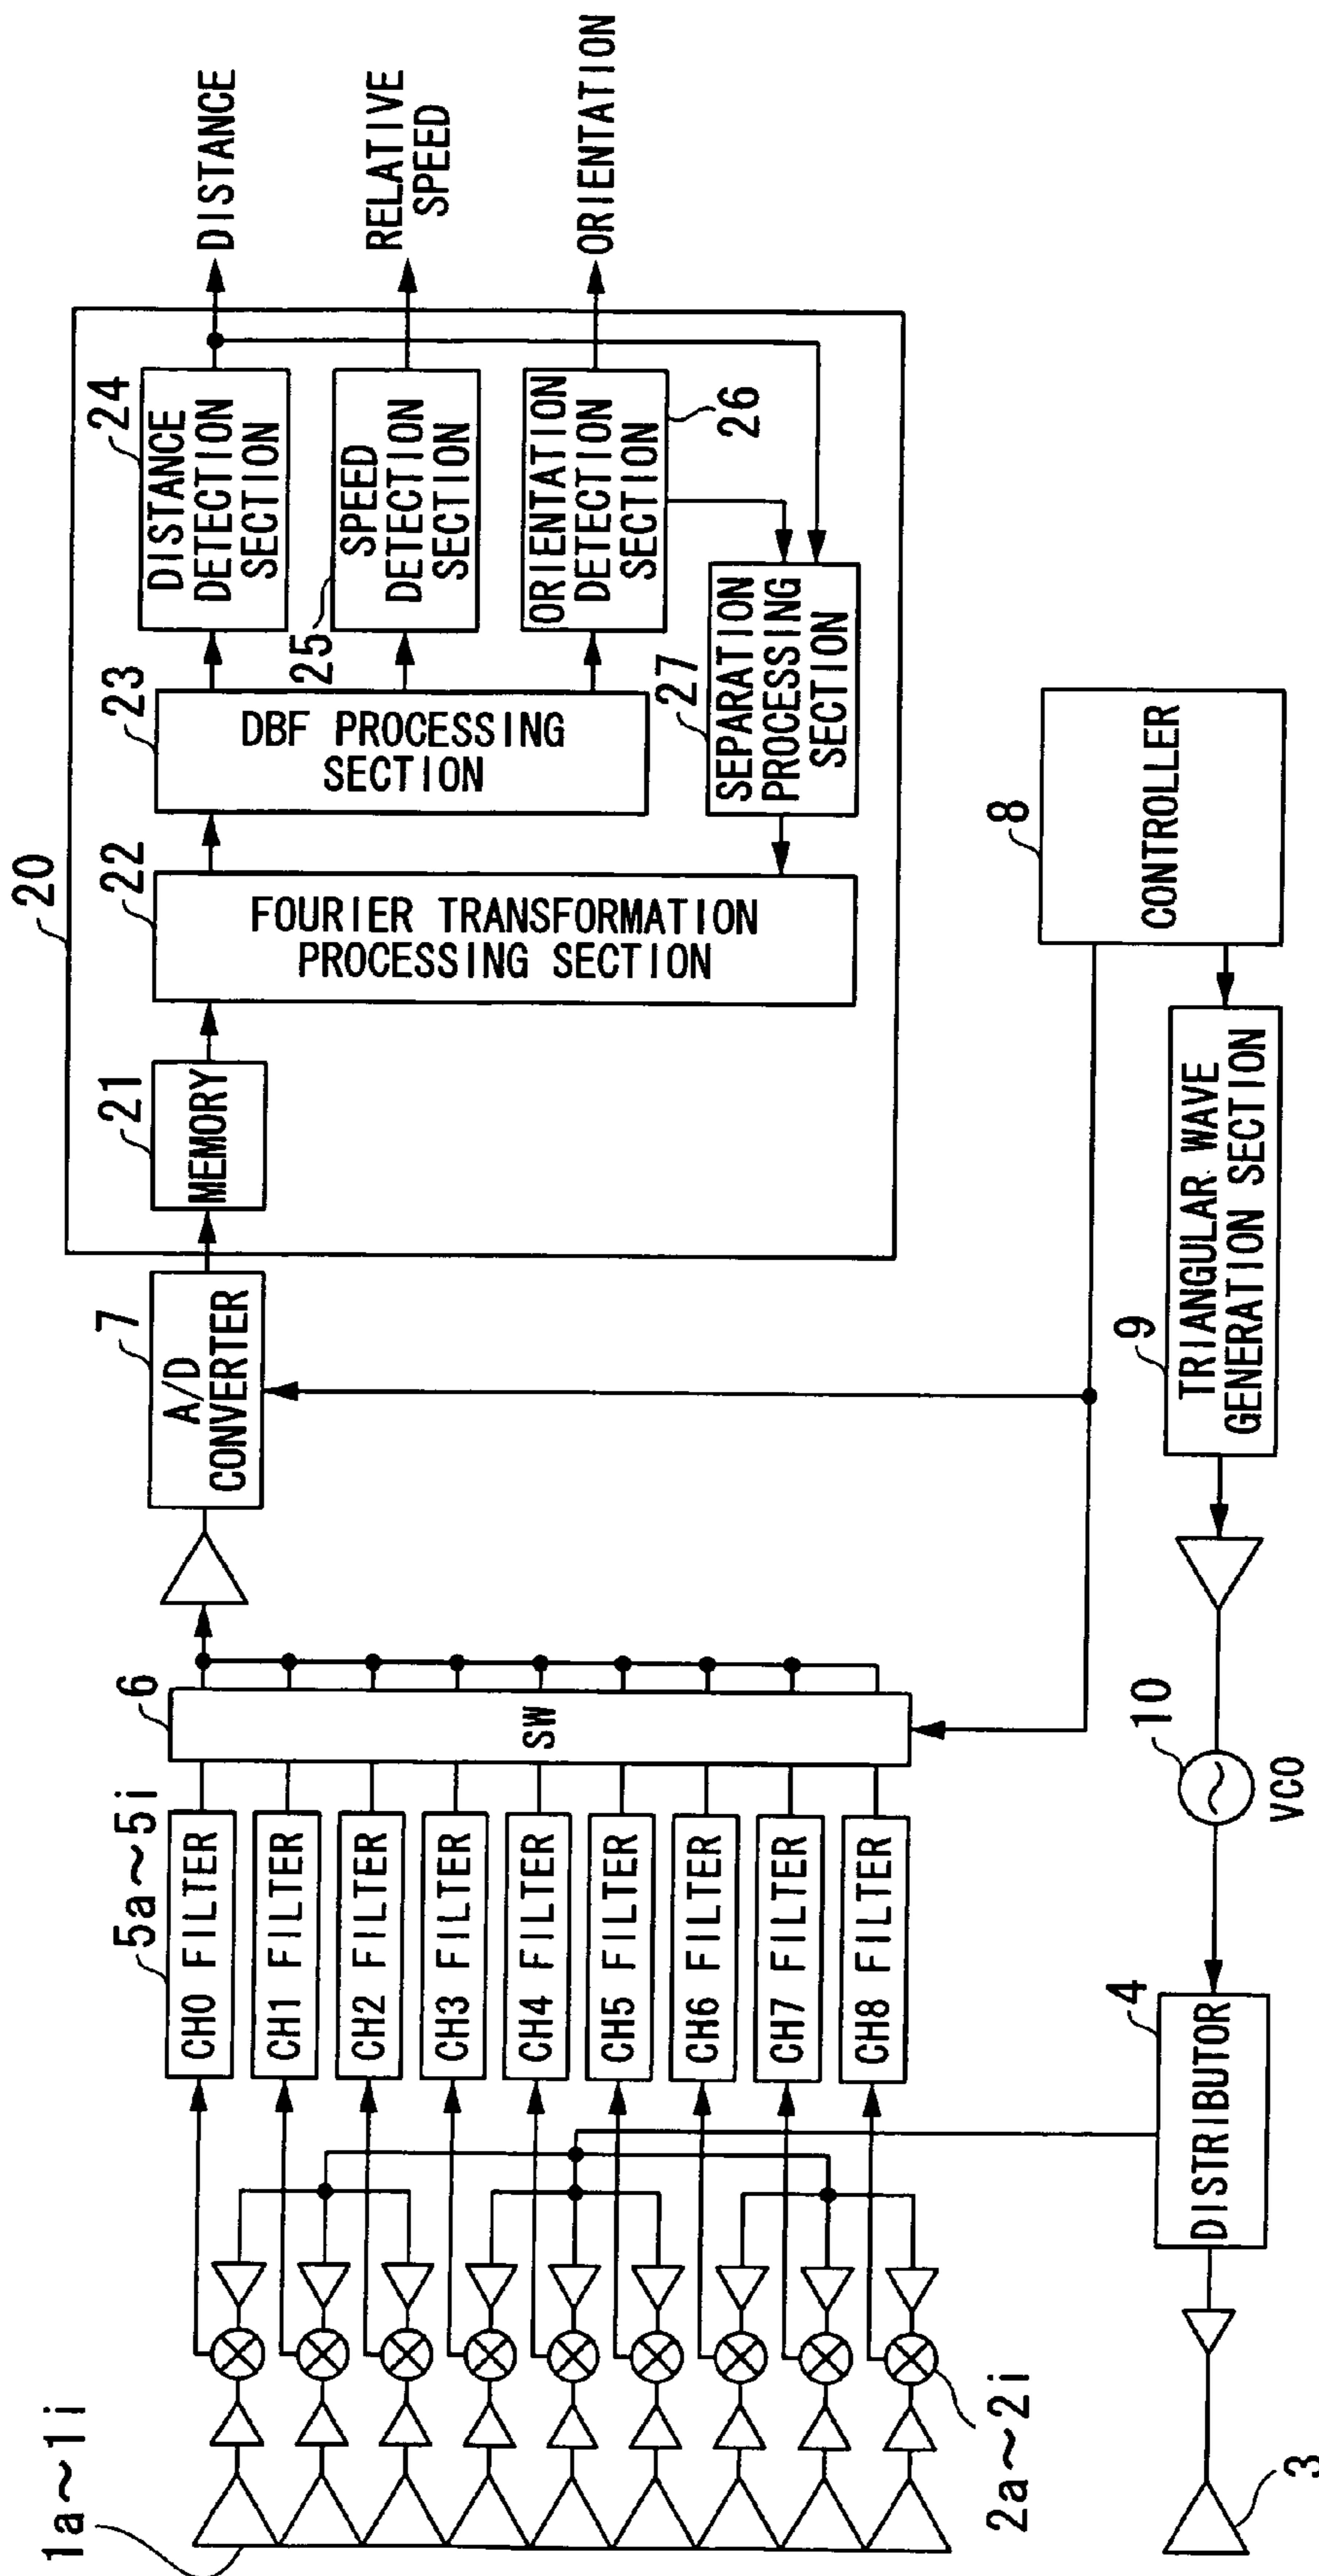 1a~1i
2a~2i
3
DISTRIBUTOR
4
CH0 FILTER
CH1 FILTER
CH2 FILTER
CH3 FILTER
CH4 FILTER
CH5 FILTER
CH6 FILTER
CH7 FILTER
CH8 FILTER
5a~5i
SW
6
VCO
10
A/D
CONVERTER
7
TRIANGULAR WAVE
GENERATION SECTION
9
CONTROLLER
8
20
MEMORY
21
FOURIER TRANSFORMATION
PROCESSING SECTION
22
DBF PROCESSING
SECTION
23
DISTANCE
DETECTION
SECTION
24
SPEED
DETECTION
SECTION
25
ORIENTATION
DETECTION
SECTION
26
SEPARATION
PROCESSING
SECTION
27
DISTANCE
RELATIVE
SPEED
ORIENTATION